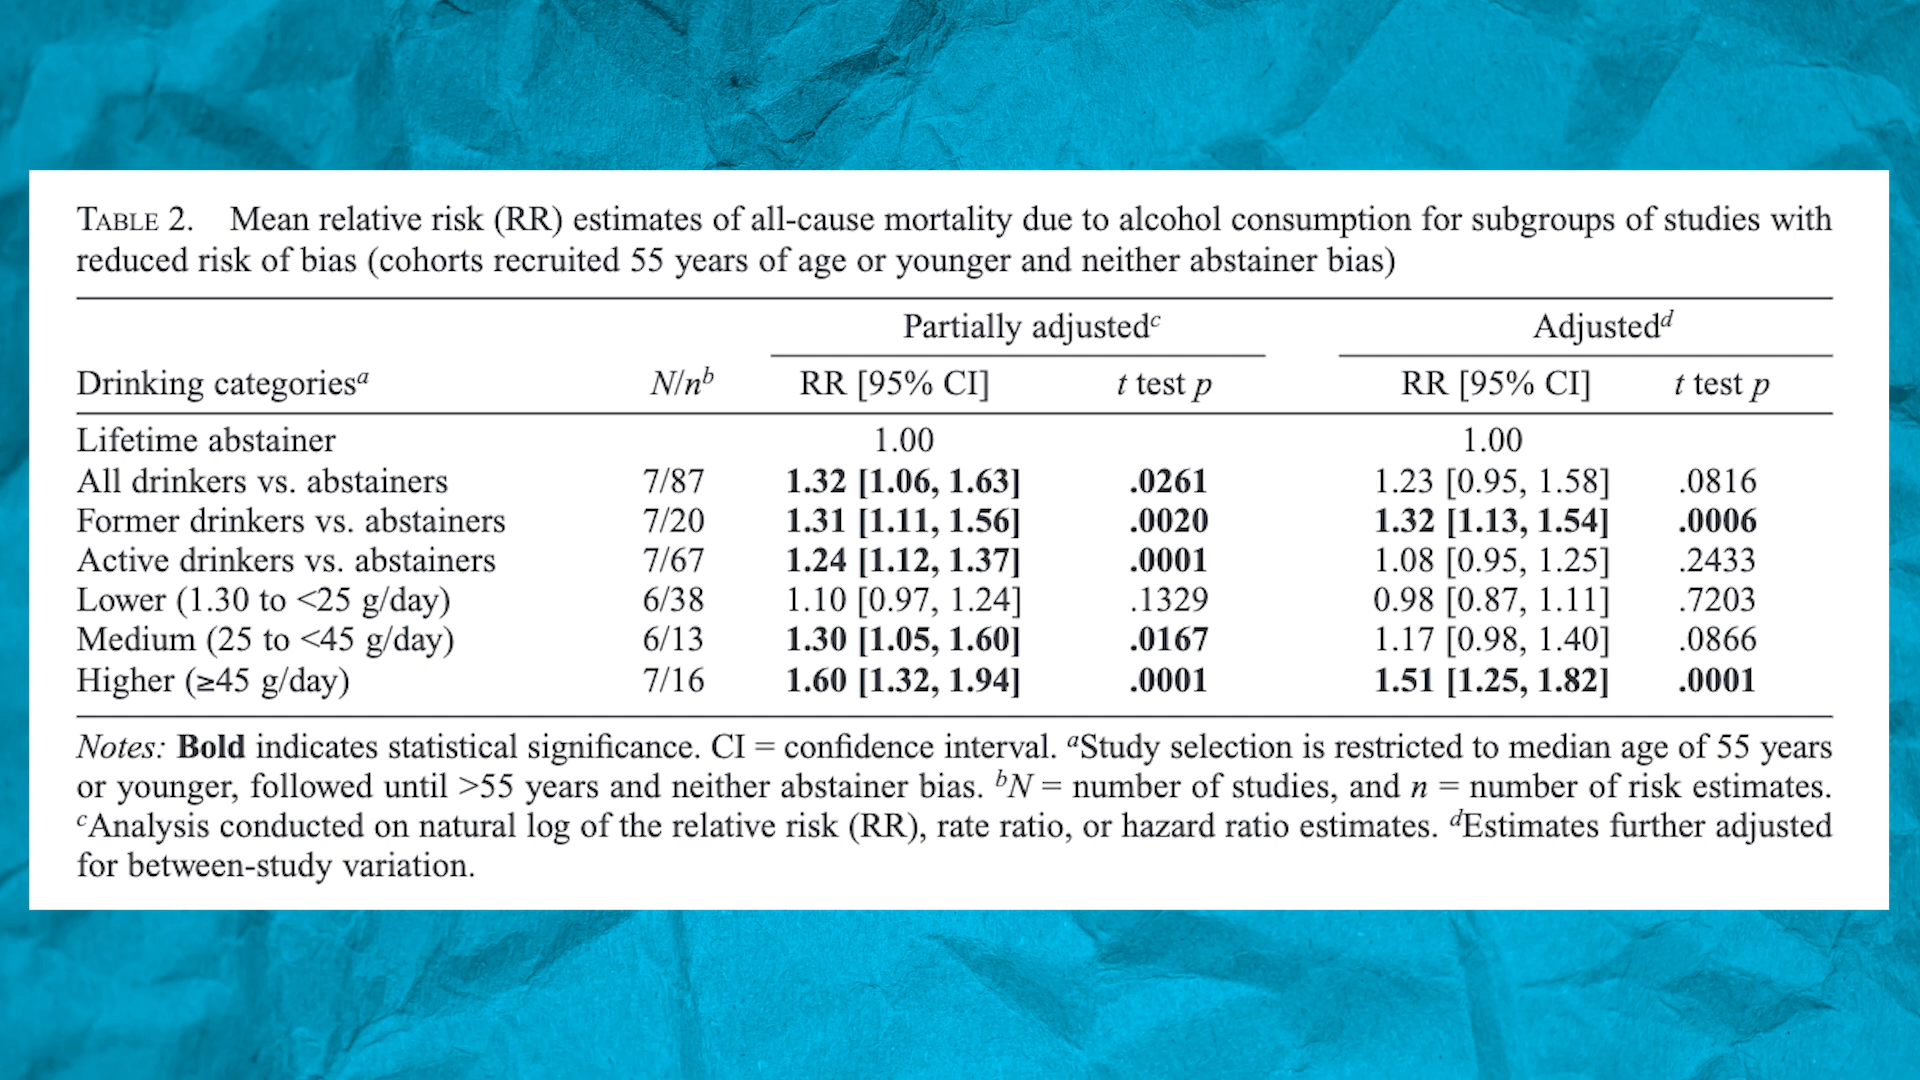 TABLE 2. Mean relative risk (RR) estimates of all-cause mortality due to alcohol consumption for subgroups of studies with
reduced risk of bias (cohorts recruited 55 years of age or younger and neither abstainer bias)
Partially adjustedᶜ Adjustedᵈ
Drinking categoriesᵃ N/nᵇ RR [95% CI] t test p RR [95% CI] t test p
Lifetime abstainer 1.00 1.00
All drinkers vs. abstainers 7/87 1.32 [1.06, 1.63] .0261 1.23 [0.95, 1.58] .0816
Former drinkers vs. abstainers 7/20 1.31 [1.11, 1.56] .0020 1.32 [1.13, 1.54] .0006
Active drinkers vs. abstainers 7/67 1.24 [1.12, 1.37] .0001 1.08 [0.95, 1.25] .2433
Lower (1.30 to <25 g/day) 6/38 1.10 [0.97, 1.24] .1329 0.98 [0.87, 1.11] .7203
Medium (25 to <45 g/day) 6/13 1.30 [1.05, 1.60] .0167 1.17 [0.98, 1.40] .0866
Higher (≥45 g/day) 7/16 1.60 [1.32, 1.94] .0001 1.51 [1.25, 1.82] .0001
Notes: Bold indicates statistical significance. CI = confidence interval. ᵃStudy selection is restricted to median age of 55 years
or younger, followed until >55 years and neither abstainer bias. ᵇN = number of studies, and n = number of risk estimates.
ᶜAnalysis conducted on natural log of the relative risk (RR), rate ratio, or hazard ratio estimates. ᵈEstimates further adjusted
for between-study variation.